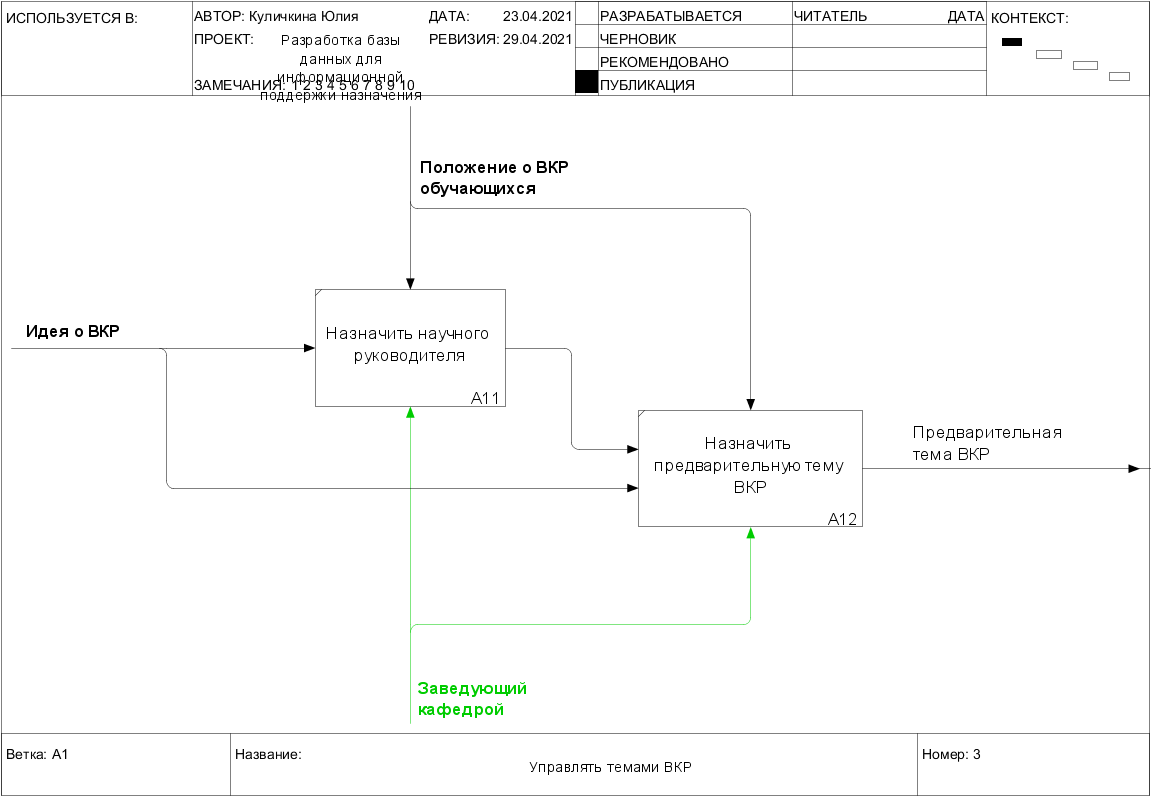 ИСПОЛЬЗУЕТСЯ В:
АВТОР: Куличкина Юлия
ДАТА: 23.04.2021
РАЗРАБАТЫВАЕТСЯ
ЧИТАТЕЛЬ
ДАТА
КОНТЕКСТ:
ПРОЕКТ: Разработка базы
данных для
информационной
поддержки назначения
РЕВИЗИЯ: 29.04.2021
ЧЕРНОВИК
РЕКОМЕНДОВАНО
ЗАМЕЧАНИЯ: 1 2 3 4 5 6 7 8 9 10
ПУБЛИКАЦИЯ
Положение о ВКР
обучающихся
Идея о ВКР
Назначить научного
руководителя
A11
Назначить
предварительную тему
ВКР
A12
Предварительная
тема ВКР
Заведующий
кафедрой
Ветка: A1
Название:
Управлять темами ВКР
Номер: 3